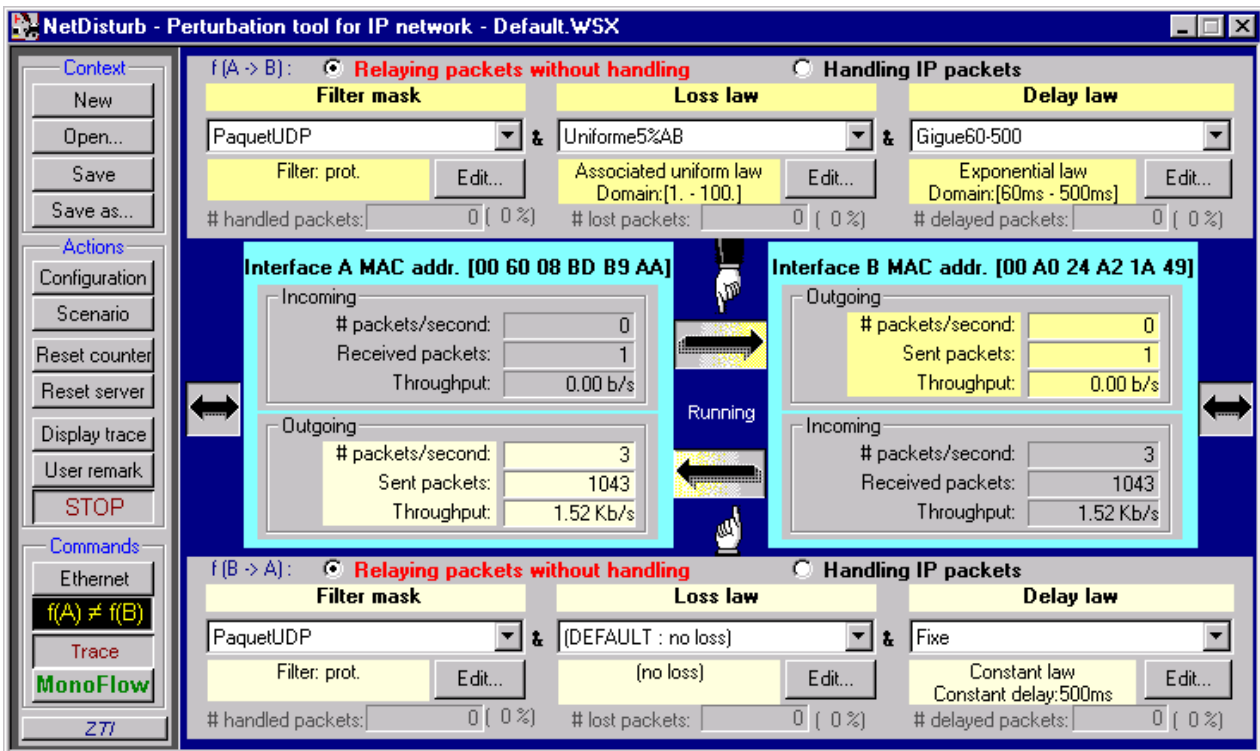 NetDisturb - Perturbation tool for IP network - Default.WSX
Context
New
Open...
Save
Save as...
Actions
Configuration
Scenario
Reset counter
Reset server
Display trace
User remark
STOP
Commands
Ethernet
f(A) ≠ f(B)
Trace
MonoFlow
ZTI
f (A -> B) : Relaying packets without handling Handling IP packets
Filter mask Loss law Delay law
PaquetUDP & Uniforme5%AB & Gigue60-500
Filter: prot. Edit... Associated uniform law Edit... Exponential law Edit...
Domain:[1. - 100.] Domain:[60ms - 500ms]
# handled packets: 0 ( 0 %) # lost packets: 0 ( 0 %) # delayed packets: 0 ( 0 %)
Interface A MAC addr. [00 60 08 BD B9 AA]
Incoming
# packets/second: 0
Received packets: 1
Throughput: 0.00 b/s
Outgoing
# packets/second: 3
Sent packets: 1043
Throughput: 1.52 Kb/s
Running
Interface B MAC addr. [00 A0 24 A2 1A 49]
Outgoing
# packets/second: 0
Sent packets: 1
Throughput: 0.00 b/s
Incoming
# packets/second: 3
Received packets: 1043
Throughput: 1.52 Kb/s
f (B -> A) : Relaying packets without handling Handling IP packets
Filter mask Loss law Delay law
PaquetUDP & (DEFAULT : no loss) & Fixe
Filter: prot. Edit... (no loss) Edit... Constant law Edit...
Constant delay:500ms
# handled packets: 0 ( 0 %) # lost packets: 0 ( 0 %) # delayed packets: 0 ( 0 %)